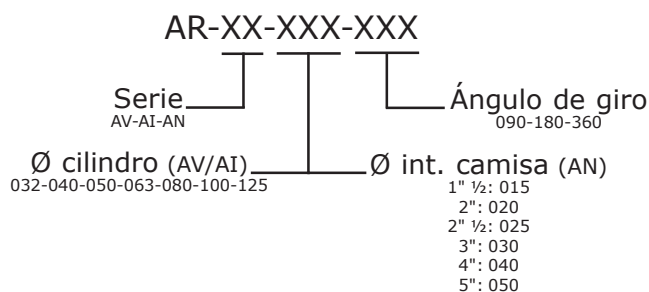 AR-XX-XXX-XXX
Serie
AV-AI-AN
Ángulo de giro
090-180-360
Ø cilindro (AV/AI)
032-040-050-063-080-100-125
Ø int. camisa (AN)
1" ½: 015
2": 020
2" ½: 025
3": 030
4": 040
5": 050